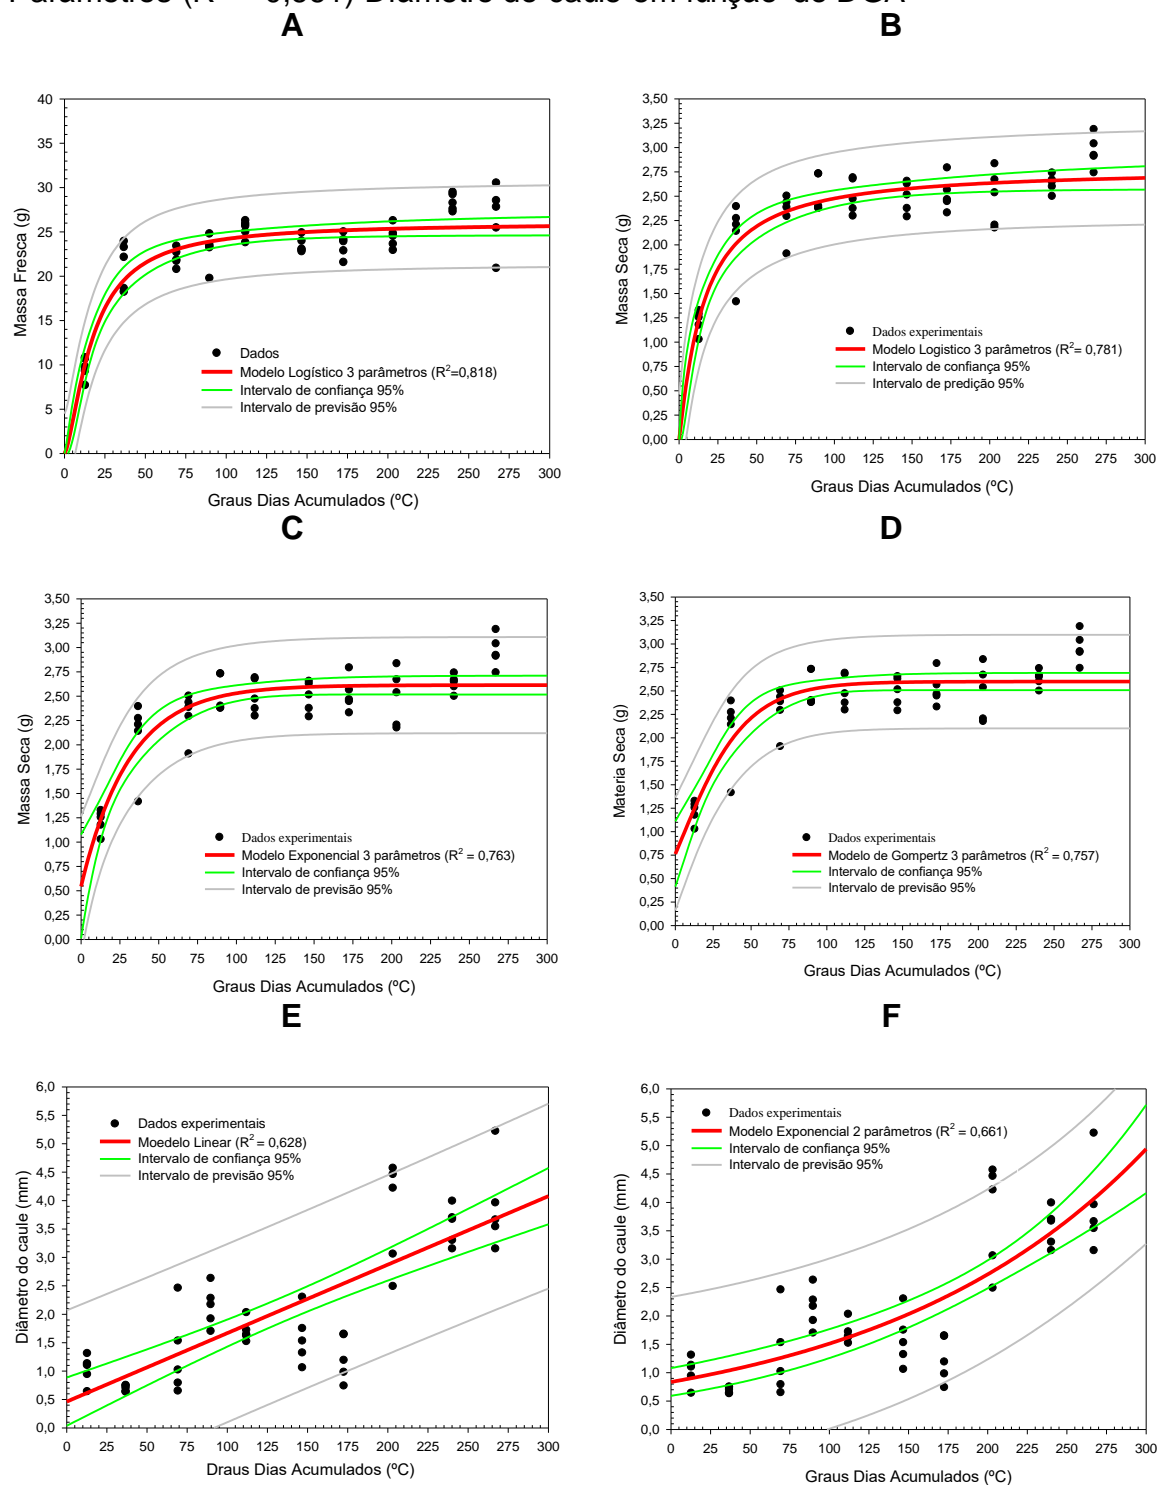 A B
40
35
30
25
20
15
10
5
0
Massa Fresca (g)
Dados
Modelo Logístico 3 parâmetros (R2=0,818)
Intervalo de confiança 95%
Intervalo de previsão 95%
0 25 50 75 100 125 150 175 200 225 250 275 300
Graus Dias Acumulados (ºC)
3,50
3,25
3,00
2,75
2,50
2,25
2,00
1,75
1,50
1,25
1,00
0,75
0,50
0,25
0,00
Massa Seca (g)
Dados experimentais
Modelo Logistico 3 parâmetros (R2= 0,781)
Intervalo de confiança 95%
Intervalo de predição 95%
0 25 50 75 100 125 150 175 200 225 250 275 300
Graus Dias Acumulados (ºC)
C D
3,50
3,25
3,00
2,75
2,50
2,25
2,00
1,75
1,50
1,25
1,00
0,75
0,50
0,25
0,00
Massa Seca (g)
Dados experimentais
Modelo Exponencial 3 parâmetros (R2 = 0,763)
Intervalo de confiança 95%
Intervalo de previsão 95%
0 25 50 75 100 125 150 175 200 225 250 275 300
Graus Dias Acumulados (ºC)
3,50
3,25
3,00
2,75
2,50
2,25
2,00
1,75
1,50
1,25
1,00
0,75
0,50
0,25
0,00
Materia Seca (g)
Dados experimentais
Modelo de Gompertz 3 parâmetros (R2 = 0,757)
Intervalo de confiança 95%
Intervalo de previsão 95%
0 25 50 75 100 125 150 175 200 225 250 275 300
Graus Dias Acumulados (ºC)
E F
6,0
5,5
5,0
4,5
4,0
3,5
3,0
2,5
2,0
1,5
1,0
0,5
0,0
Diâmetro do caule (mm)
Dados experimentais
Moedelo Linear (R2 = 0,628)
Intervalo de confiança 95%
Intervalo de previsão 95%
0 25 50 75 100 125 150 175 200 225 250 275 300
Draus Dias Acumulados (ºC)
6,0
5,5
5,0
4,5
4,0
3,5
3,0
2,5
2,0
1,5
1,0
0,5
0,0
Diâmetro do caule (mm)
Dados experimentais
Modelo Exponencial 2 parâmetros (R2 = 0,661)
Intervalo de confiança 95%
Intervalo de previsão 95%
0 25 50 75 100 125 150 175 200 225 250 275 300
Graus Dias Acumulados (ºC)